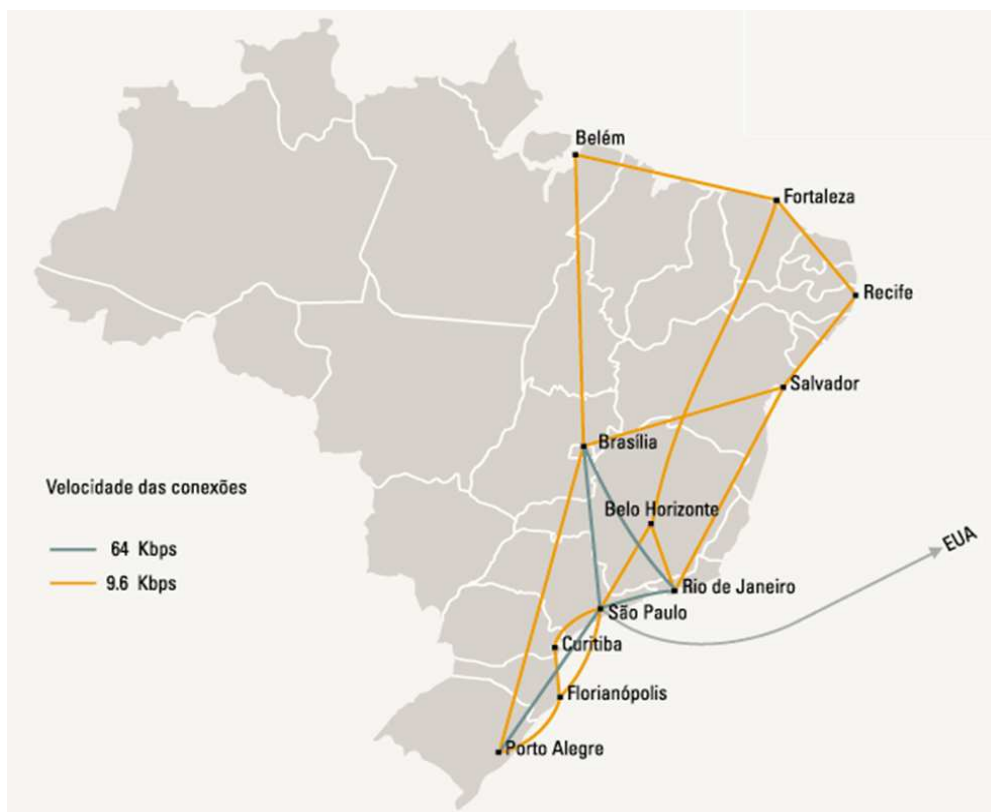 Belém
Fortaleza
Recife
Salvador
Brasília
Velocidade das conexões
64 Kbps
9.6 Kbps
Belo Horizonte
EUA
Rio de Janeiro
São Paulo
Curitiba
Florianópolis
Porto Alegre